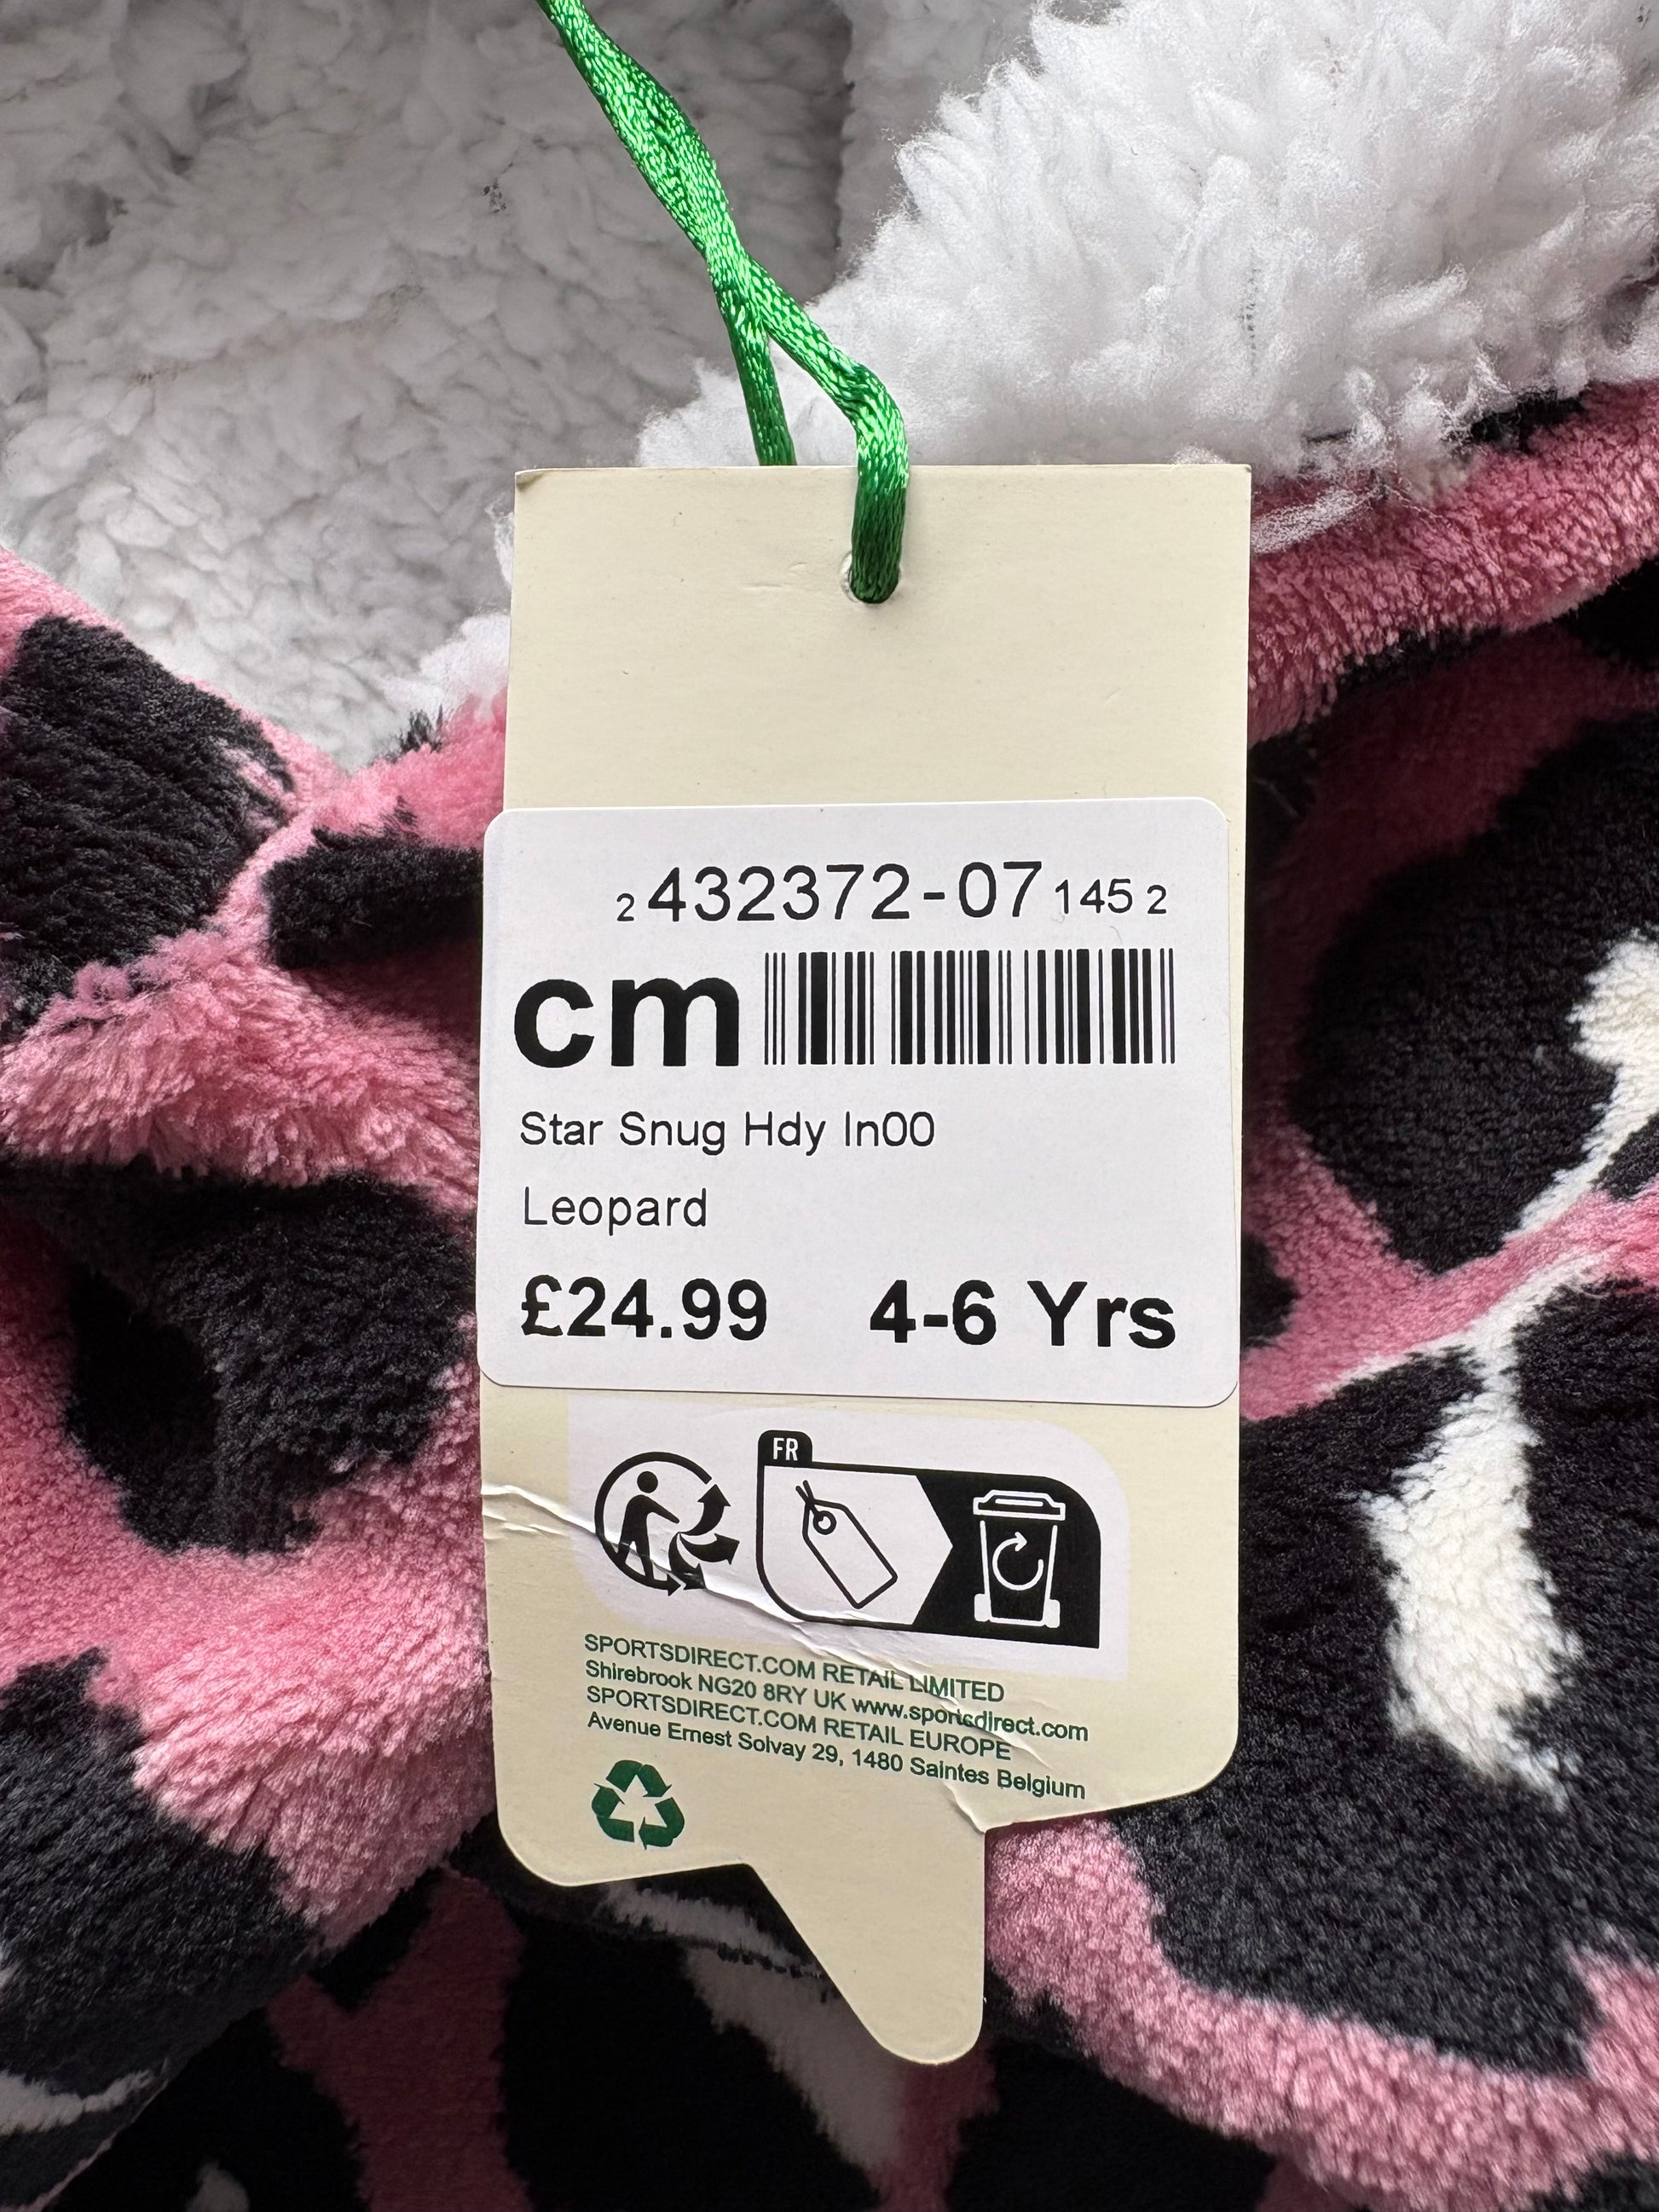 2 432372-07 145 2
cm
Star Snug Hdy In00
Leopard
£24.99 4-6 Yrs
FR
SPORTSDIRECT.COM RETAIL LIMITED
Shirebrook NG20 8RY UK www.sportsdirect.com
SPORTSDIRECT.COM RETAIL EUROPE
Avenue Ernest Solvay 29, 1480 Saintes Belgium